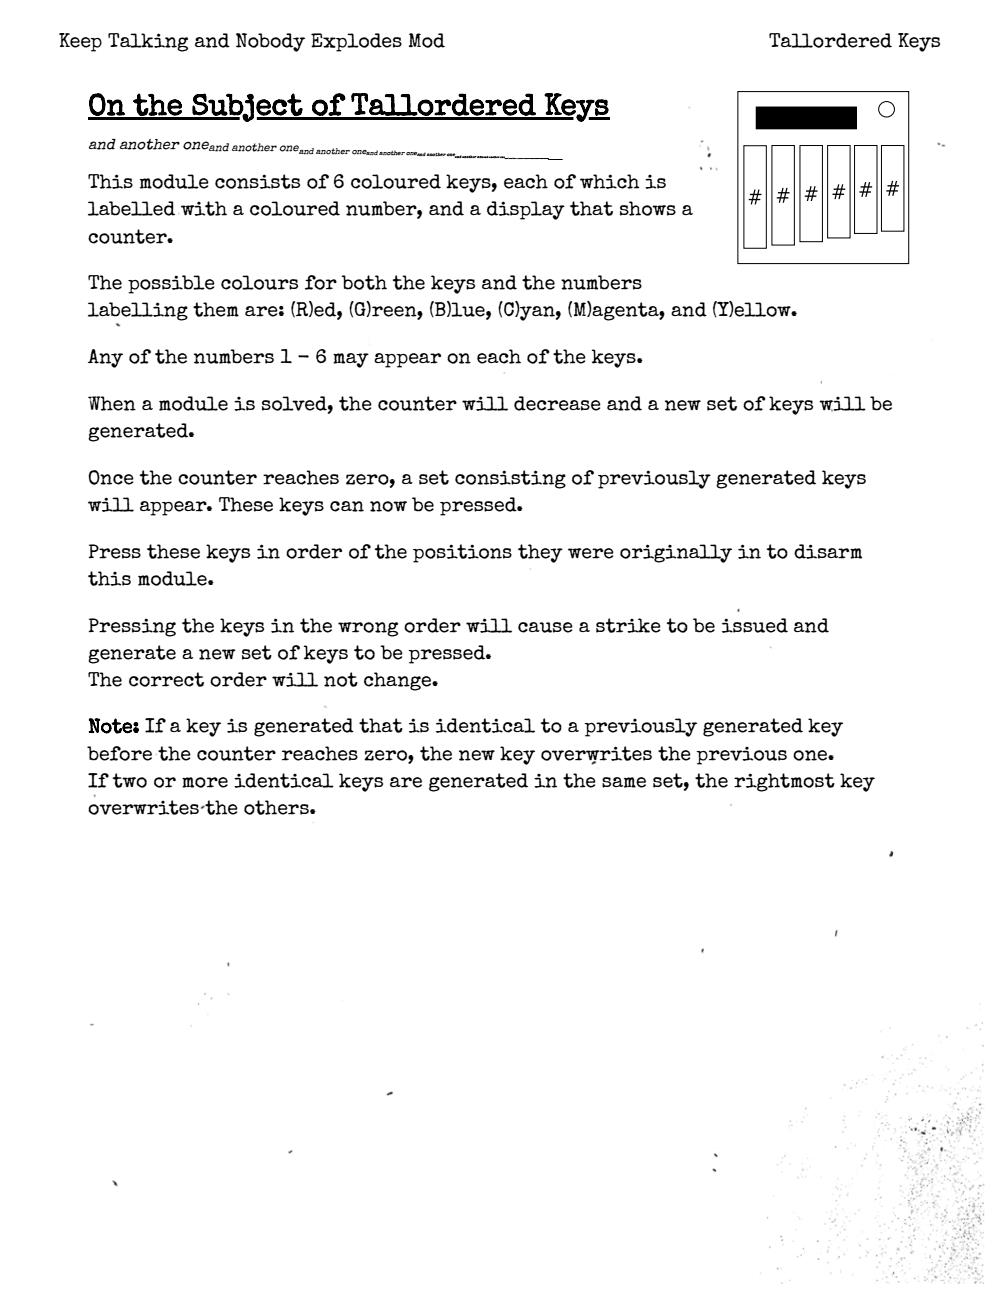 Keep Talking and Nobody Explodes Mod
Tallordered Keys
On the Subject of Tallordered Keys
and another oneand another oneand another oneand another oneand another one
This module consists of 6 coloured keys, each of which is
labelled with a coloured number, and a display that shows a
counter.
# # # # # #
The possible colours for both the keys and the numbers
labelling them are: (R)ed, (G)reen, (B)lue, (C)yan, (M)agenta, and (Y)ellow.
Any of the numbers 1 – 6 may appear on each of the keys.
When a module is solved, the counter will decrease and a new set of keys will be
generated.
Once the counter reaches zero, a set consisting of previously generated keys
will appear. These keys can now be pressed.
Press these keys in order of the positions they were originally in to disarm
this module.
Pressing the keys in the wrong order will cause a strike to be issued and
generate a new set of keys to be pressed.
The correct order will not change.
Note: If a key is generated that is identical to a previously generated key
before the counter reaches zero, the new key overwrites the previous one.
If two or more identical keys are generated in the same set, the rightmost key
overwrites the others.